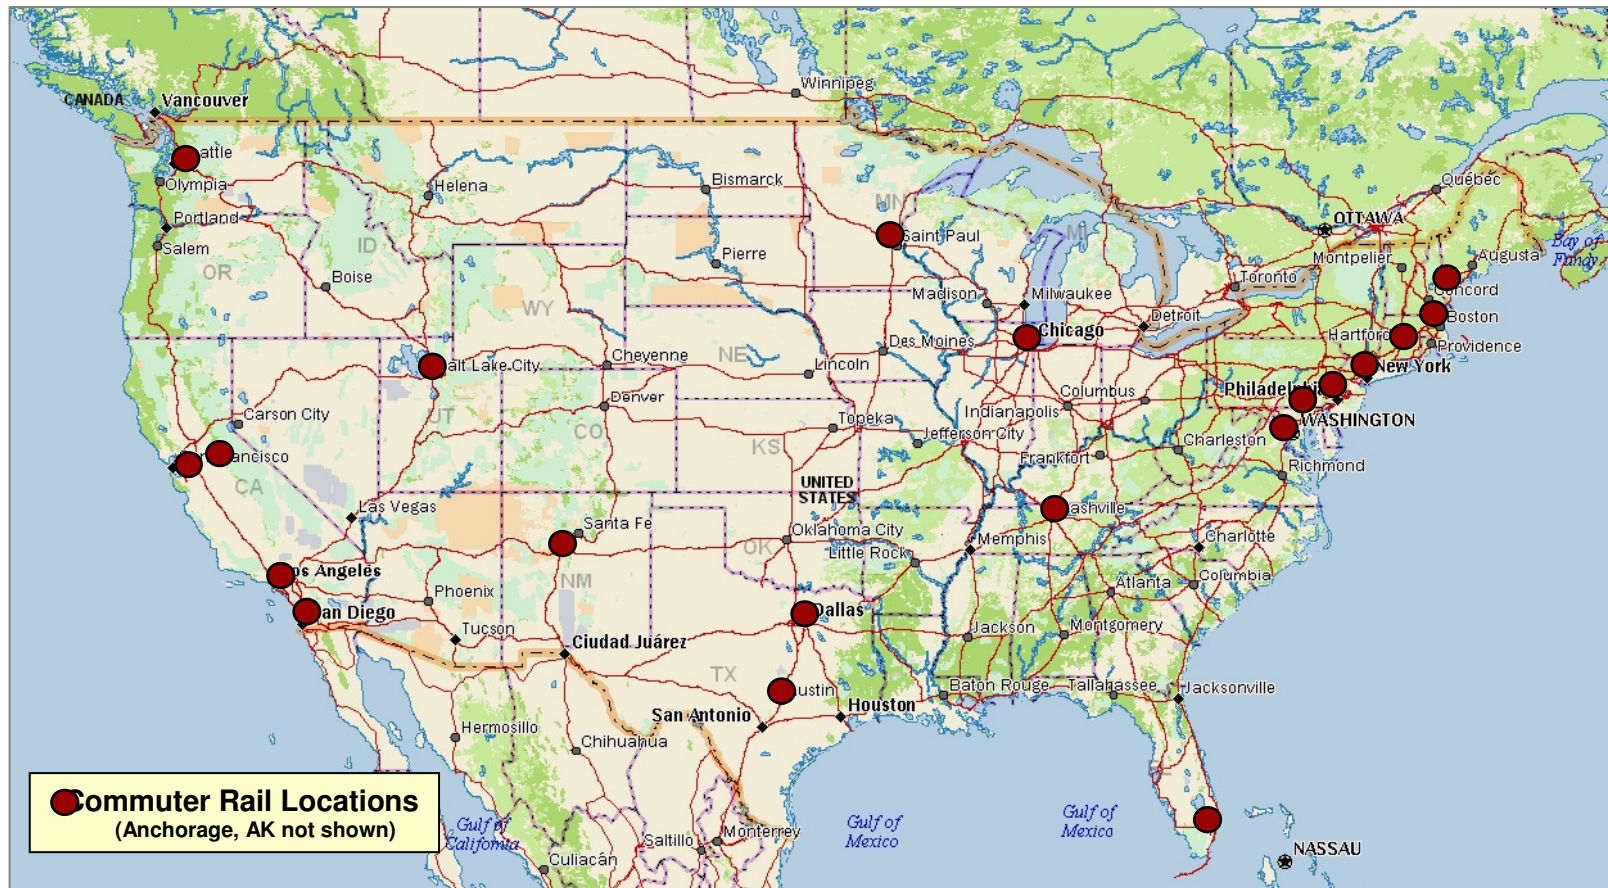 Winnipeg
CANADA
Vancouver
attle
Olympia
Helena
Bismarck
Québec
MN
Portland
OTTAWA
Salem
ID
Saint Paul
MI
Bay of
Fundy
OR
Pierre
Montpelier
Augusta
Boise
Toronto
WY
Madison
Milwaukee
oncord
Detroit
Boston
Chicago
Hartford
Providence
Des Moines
NE
Cheyenne
alt Lake City
Lincoln
New York
Denver
Columbus
Philadelphia
Carson City
UT
Topeka
Indianapolis
WASHINGTON
CO
KS
Jefferson City
Charleston
ancisco
Frankfort
Richmond
CA
UNITED
STATES
Las Vegas
ashville
Santa Fe
Oklahoma City
OK
Little Rock
Memphis
Charlotte
os Angeles
NM
Atlanta
Columbia
Phoenix
an Diego
Dallas
Tucson
Jackson
Montgomery
Ciudad Juárez
TX
ustin
Baton Rouge
Tallahassee
Jacksonville
San Antonio
Houston
Hermosillo
Chihuahua
FL
Commuter Rail Locations
(Anchorage, AK not shown)
Gulf of
California
Gulf of
Mexico
Gulf of
Mexico
Saltillo
Monterrey
Culiacán
NASSAU